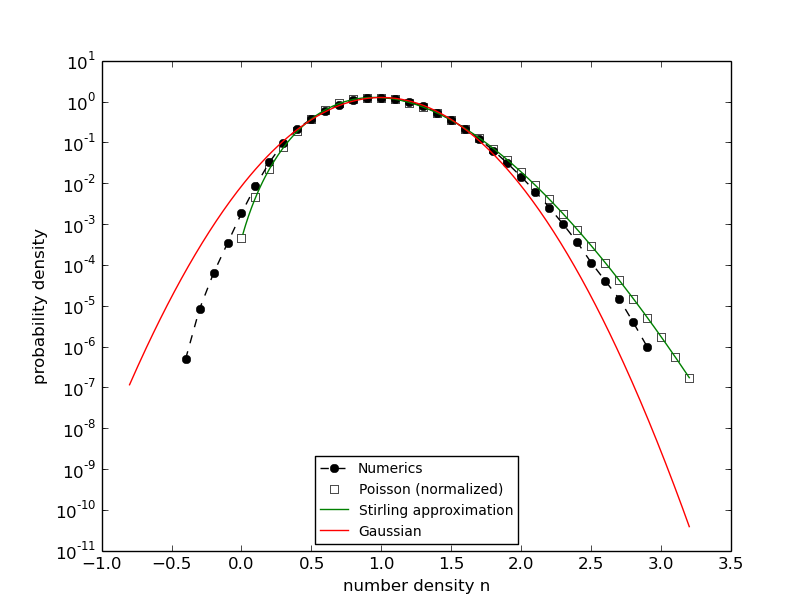 10^1
10^0
10^-1
10^-2
10^-3
10^-4
10^-5
10^-6
10^-7
10^-8
10^-9
10^-10
10^-11
probability density
Numerics
Poisson (normalized)
Stirling approximation
Gaussian
−1.0 −0.5 0.0 0.5 1.0 1.5 2.0 2.5 3.0 3.5
number density n